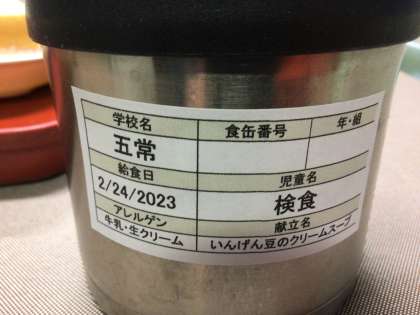 学校名 食缶番号 年・組
五常
給食日 児童名
2/24/2023 検食
アレルゲン 献立名
牛乳・生クリーム いんげん豆のクリームスープ